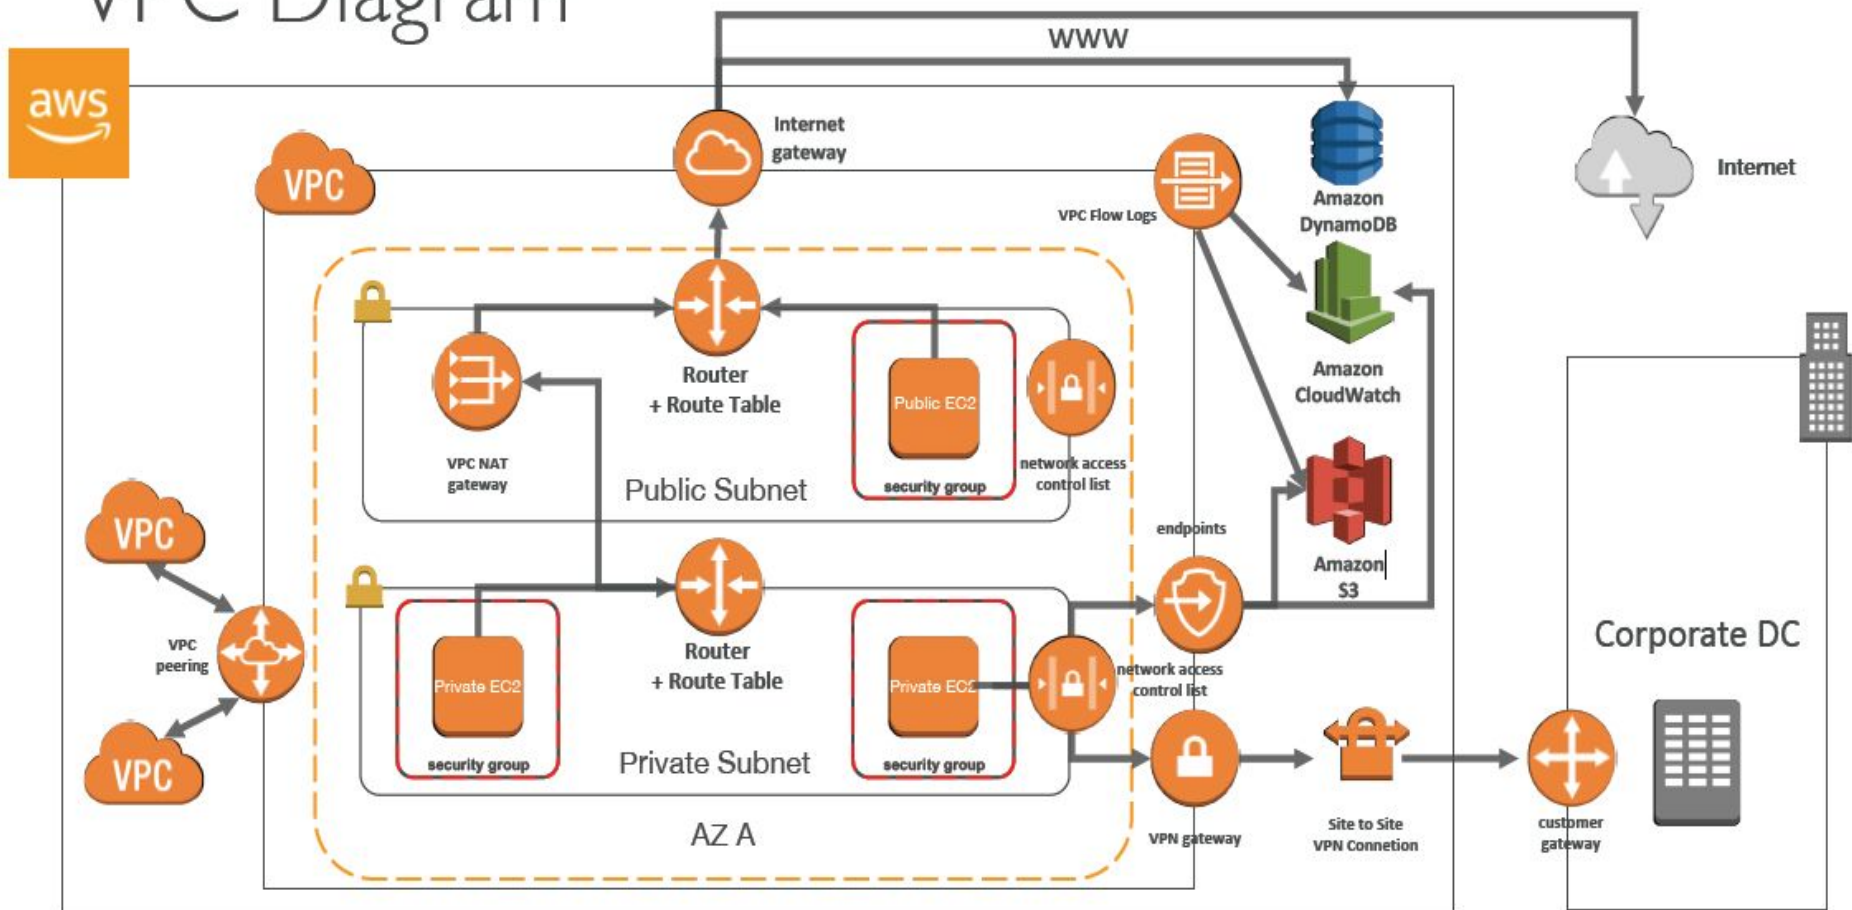 VPC Diagram
aws
WWW
VPC
Internet
gateway
Internet
VPC Flow Logs
Amazon
DynamoDB
Amazon
CloudWatch
Router
+ Route Table
Public EC2
VPC NAT
gateway
Public Subnet
security group
network access
control list
VPC
endpoints
Amazon
S3
VPC
peering
Router
+ Route Table
Private EC2
Private EC2
network access
control list
Corporate DC
security group
Private Subnet
security group
VPC
AZ A
VPN gateway
Site to Site
VPN Connetion
customer
gateway